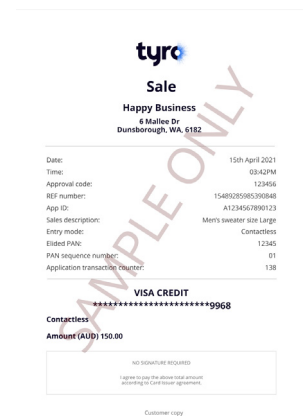 tyro
Sale
Happy Business
6 Mallee Dr
Dunsborough, WA, 6182
Date: 15th April 2021
Time: 03:42PM
Approval code: 123456
REF number: 15489285985390848
App ID: A1234567890123
Sales description: Men's sweater size Large
Entry mode: Contactless
Elided PAN: 12345
PAN sequence number: 01
Application transaction counter: 138
VISA CREDIT
************************9968
Contactless
Amount (AUD) 150.00
NO SIGNATURE REQUIRED
I agree to pay the above total amount
according to Card Issuer agreement.
Customer copy
SAMPLE ONLY